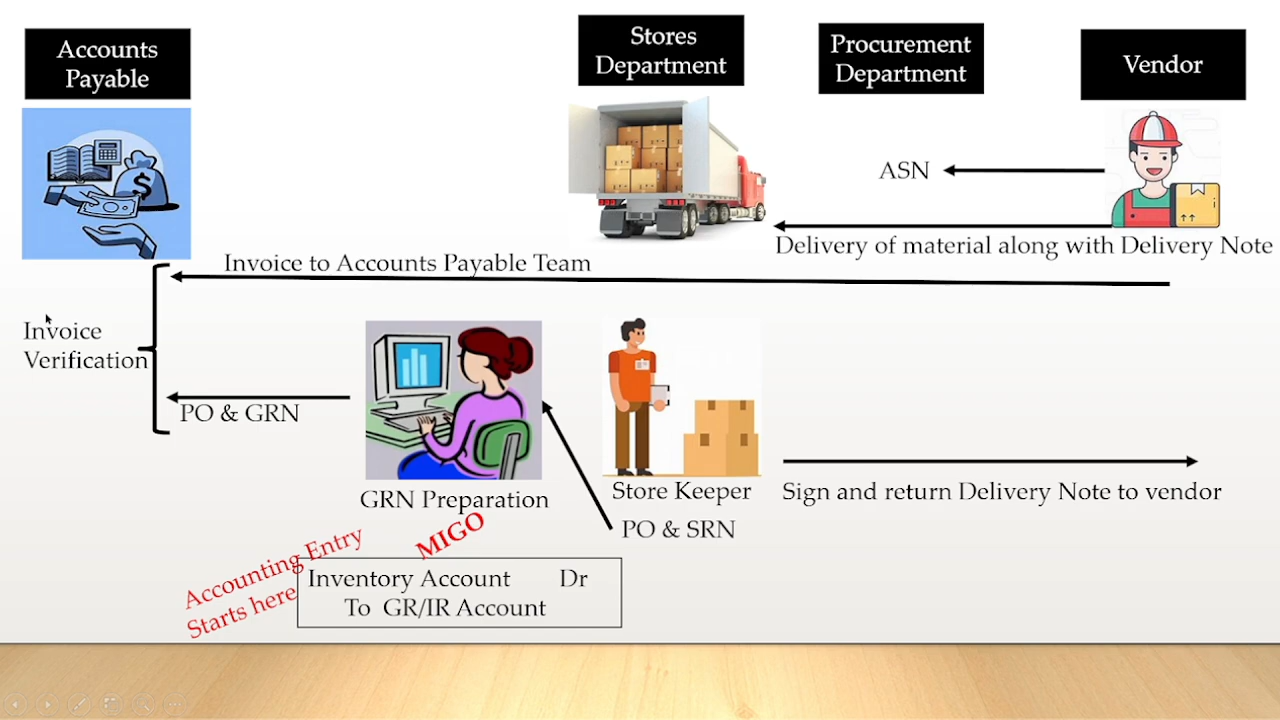 Accounts
Payable
Stores
Department
Procurement
Department
Vendor
ASN
Delivery of material along with Delivery Note
Invoice to Accounts Payable Team
Invoice
Verification
PO & GRN
GRN Preparation
Store Keeper
Sign and return Delivery Note to vendor
PO & SRN
MIGO
Accounting Entry
Starts here
Inventory Account Dr
To GR/IR Account